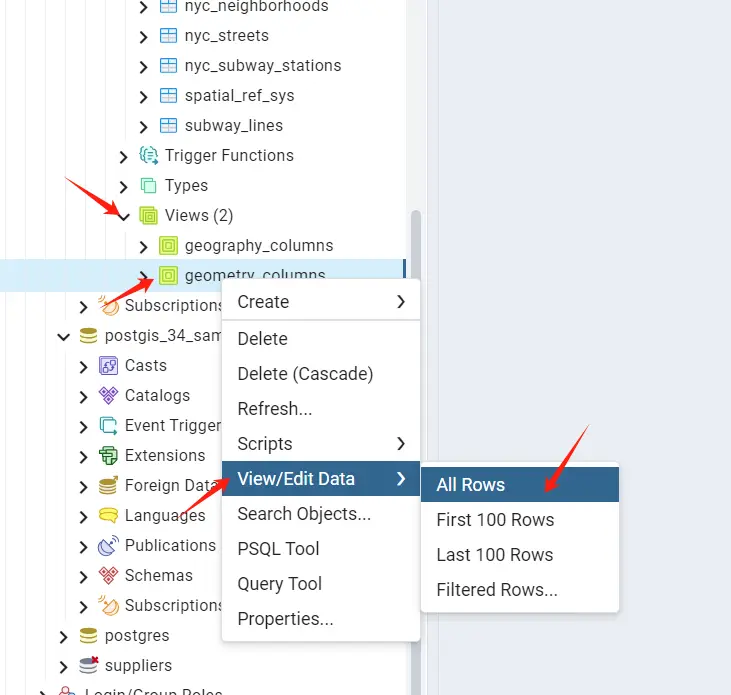 nyc_neighborhoods
nyc_streets
nyc_subway_stations
spatial_ref_sys
subway_lines
Trigger Functions
Types
Views (2)
geography_columns
geometry_columns
Subscriptions
postgis_34_sam
Casts
Catalogs
Event Trigger
Extensions
Foreign Data
Languages
Publications
Schemas
Subscriptions
postgres
suppliers
Login/Group Roles
Create
Delete
Delete (Cascade)
Refresh...
Scripts
View/Edit Data
Search Objects...
PSQL Tool
Query Tool
Properties...
All Rows
First 100 Rows
Last 100 Rows
Filtered Rows...